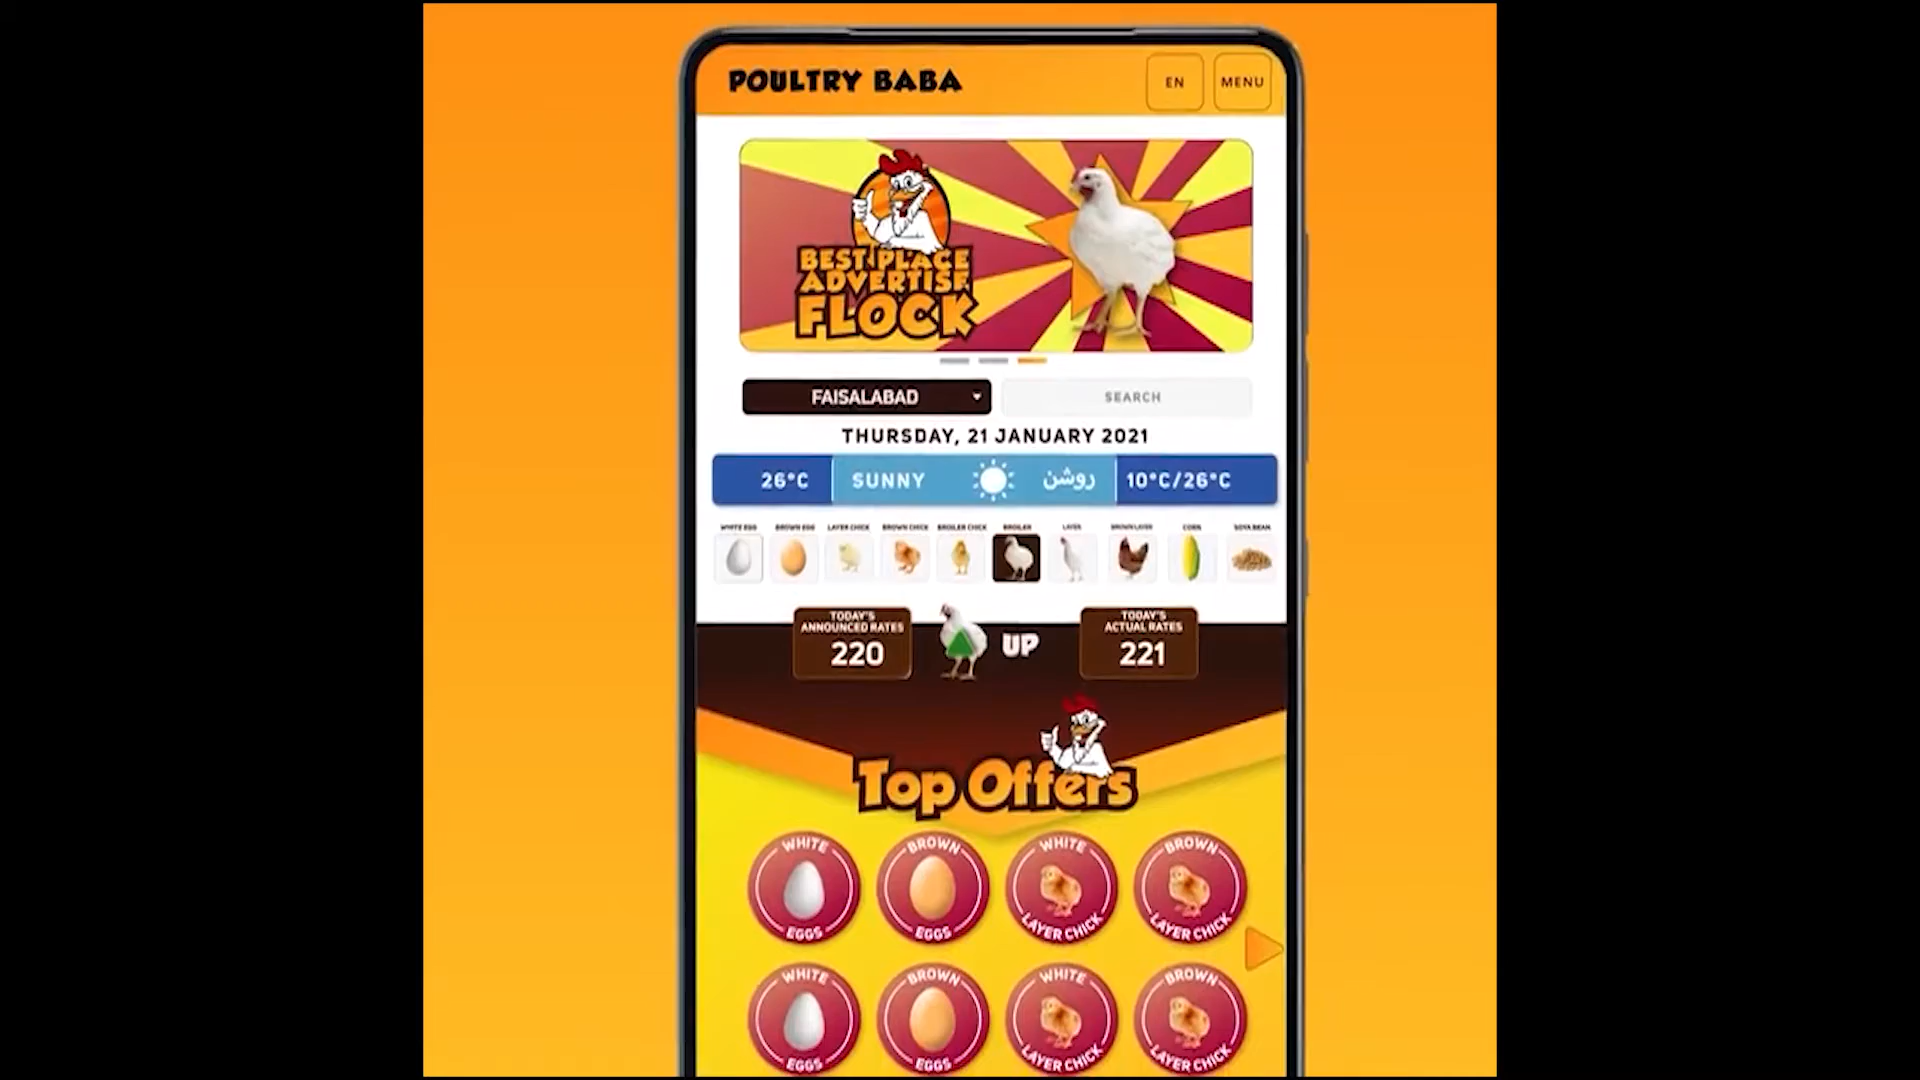 POULTRY BABA
EN
MENU
BEST PLACE
ADVERTISE
FLOCK
FAISALABAD
SEARCH
THURSDAY, 21 JANUARY 2021
26°C
SUNNY
روشن
10°C/26°C
WHITE EGG
BROWN EGG
LAYER CHICK
BROWN CHICK
BROILER CHICK
BROILER
LAYER
BROWN LAYER
CORN
SOYA BEAN
TODAY'S
ANNOUNCED RATES
220
UP
TODAY'S
ACTUAL RATES
221
Top Offers
WHITE
EGGS
BROWN
EGGS
WHITE
LAYER CHICK
BROWN
LAYER CHICK
WHITE
EGGS
BROWN
EGGS
WHITE
LAYER CHICK
BROWN
LAYER CHICK